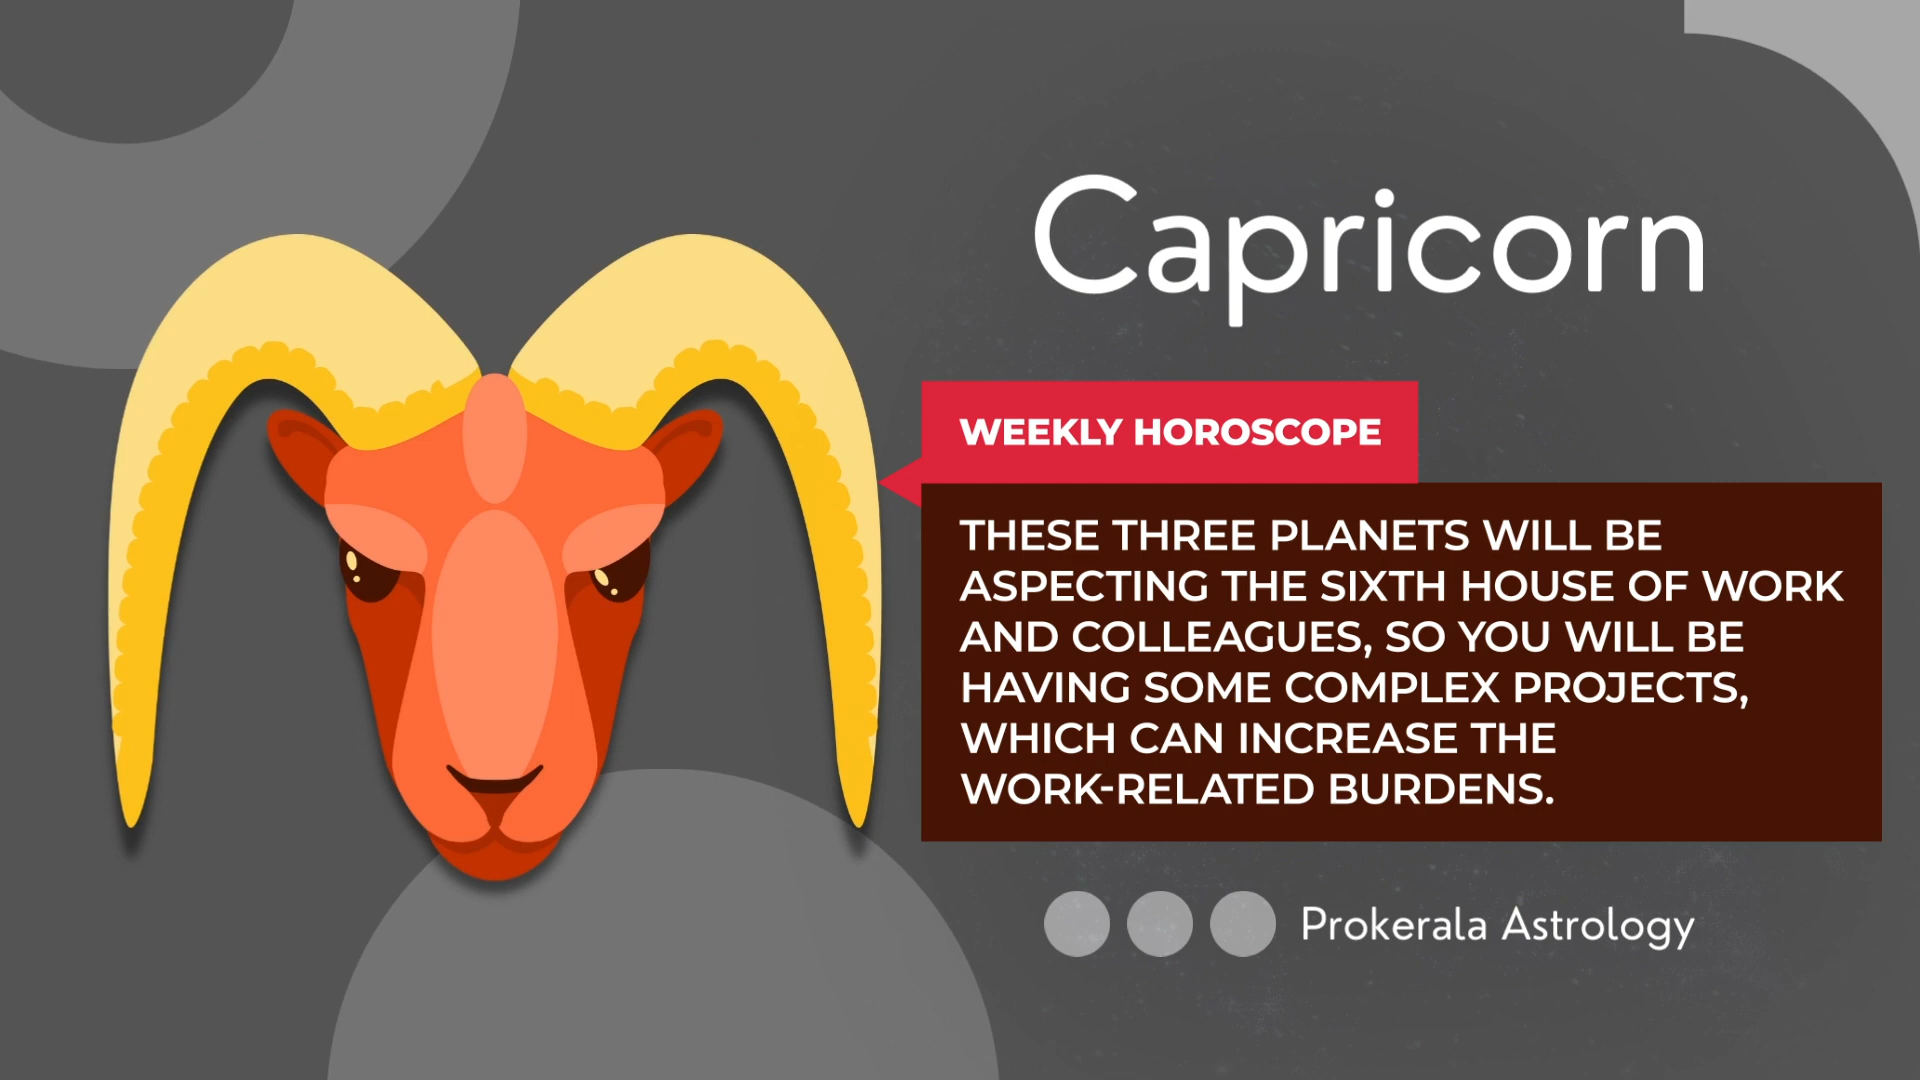 Capricorn
WEEKLY HOROSCOPE
THESE THREE PLANETS WILL BE
ASPECTING THE SIXTH HOUSE OF WORK
AND COLLEAGUES, SO YOU WILL BE
HAVING SOME COMPLEX PROJECTS,
WHICH CAN INCREASE THE
WORK-RELATED BURDENS.
Prokerala Astrology